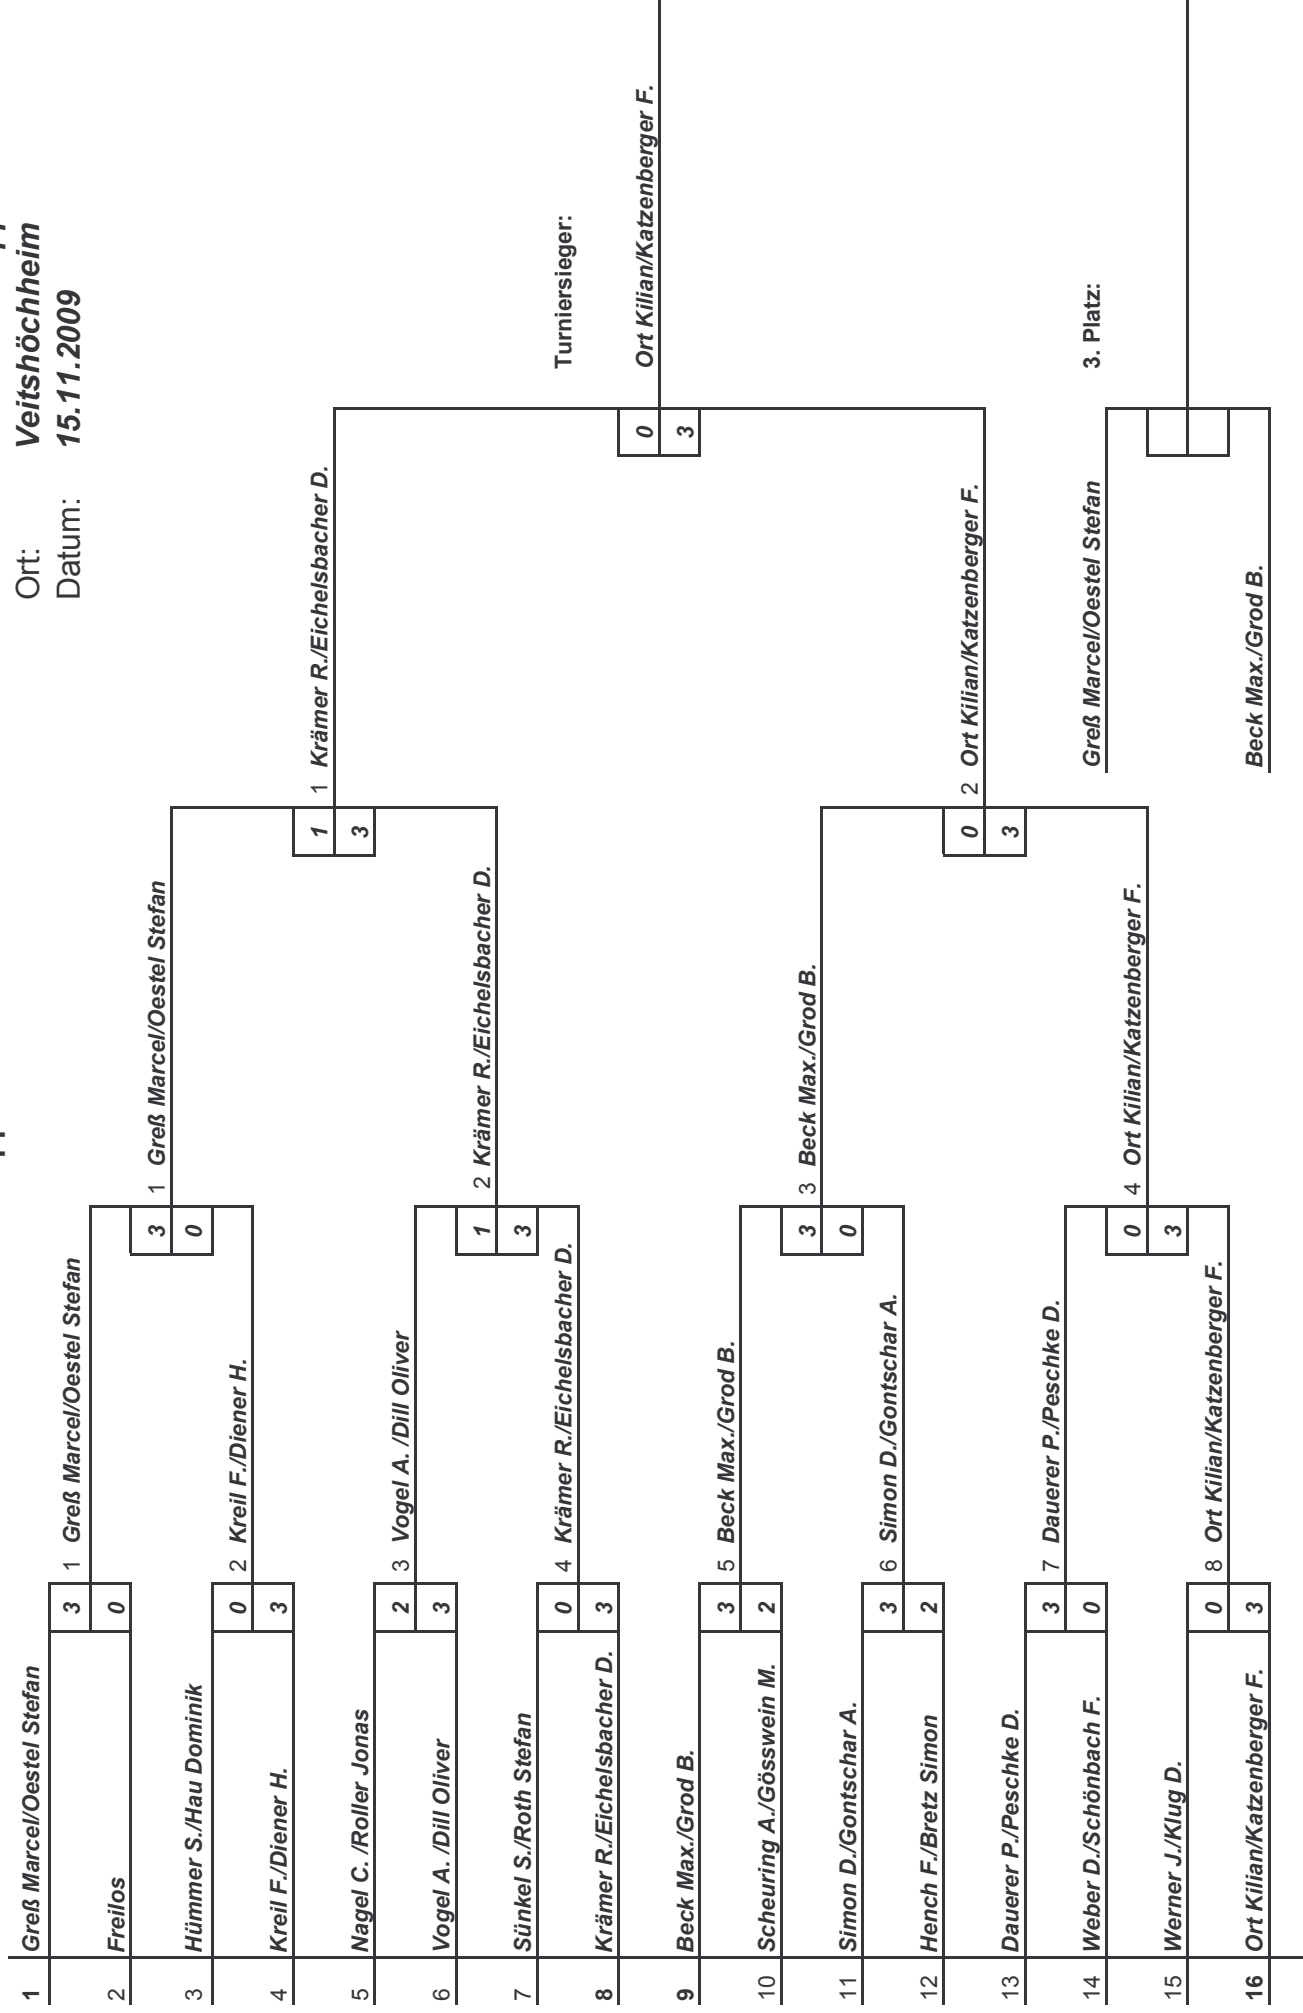 Ort: Veitshöchheim
Datum: 15.11.2009
1 Greß Marcel/Oestel Stefan
2 Freilos
3 Hümmer S./Hau Dominik
4 Kreil F./Diener H.
5 Nagel C. /Roller Jonas
6 Vogel A. /Dill Oliver
7 Sünkel S./Roth Stefan
8 Krämer R./Eichelsbacher D.
9 Beck Max./Grod B.
10 Scheuring A./Gösswein M.
11 Simon D./Gontschar A.
12 Hench F./Bretz Simon
13 Dauerer P./Peschke D.
14 Weber D./Schönbach F.
15 Werner J./Klug D.
16 Ort Kilian/Katzenberger F.
3
0
0
3
2
3
0
3
3
2
3
2
3
0
0
3
1 Greß Marcel/Oestel Stefan
2 Kreil F./Diener H.
3 Vogel A. /Dill Oliver
4 Krämer R./Eichelsbacher D.
5 Beck Max./Grod B.
6 Simon D./Gontschar A.
7 Dauerer P./Peschke D.
8 Ort Kilian/Katzenberger F.
3
0
1
3
3
0
0
3
1 Greß Marcel/Oestel Stefan
2 Krämer R./Eichelsbacher D.
3 Beck Max./Grod B.
4 Ort Kilian/Katzenberger F.
1
3
0
3
1 Krämer R./Eichelsbacher D.
2 Ort Kilian/Katzenberger F.
0
3
Turniersieger:
Ort Kilian/Katzenberger F.
Greß Marcel/Oestel Stefan
Beck Max./Grod B.
3. Platz: